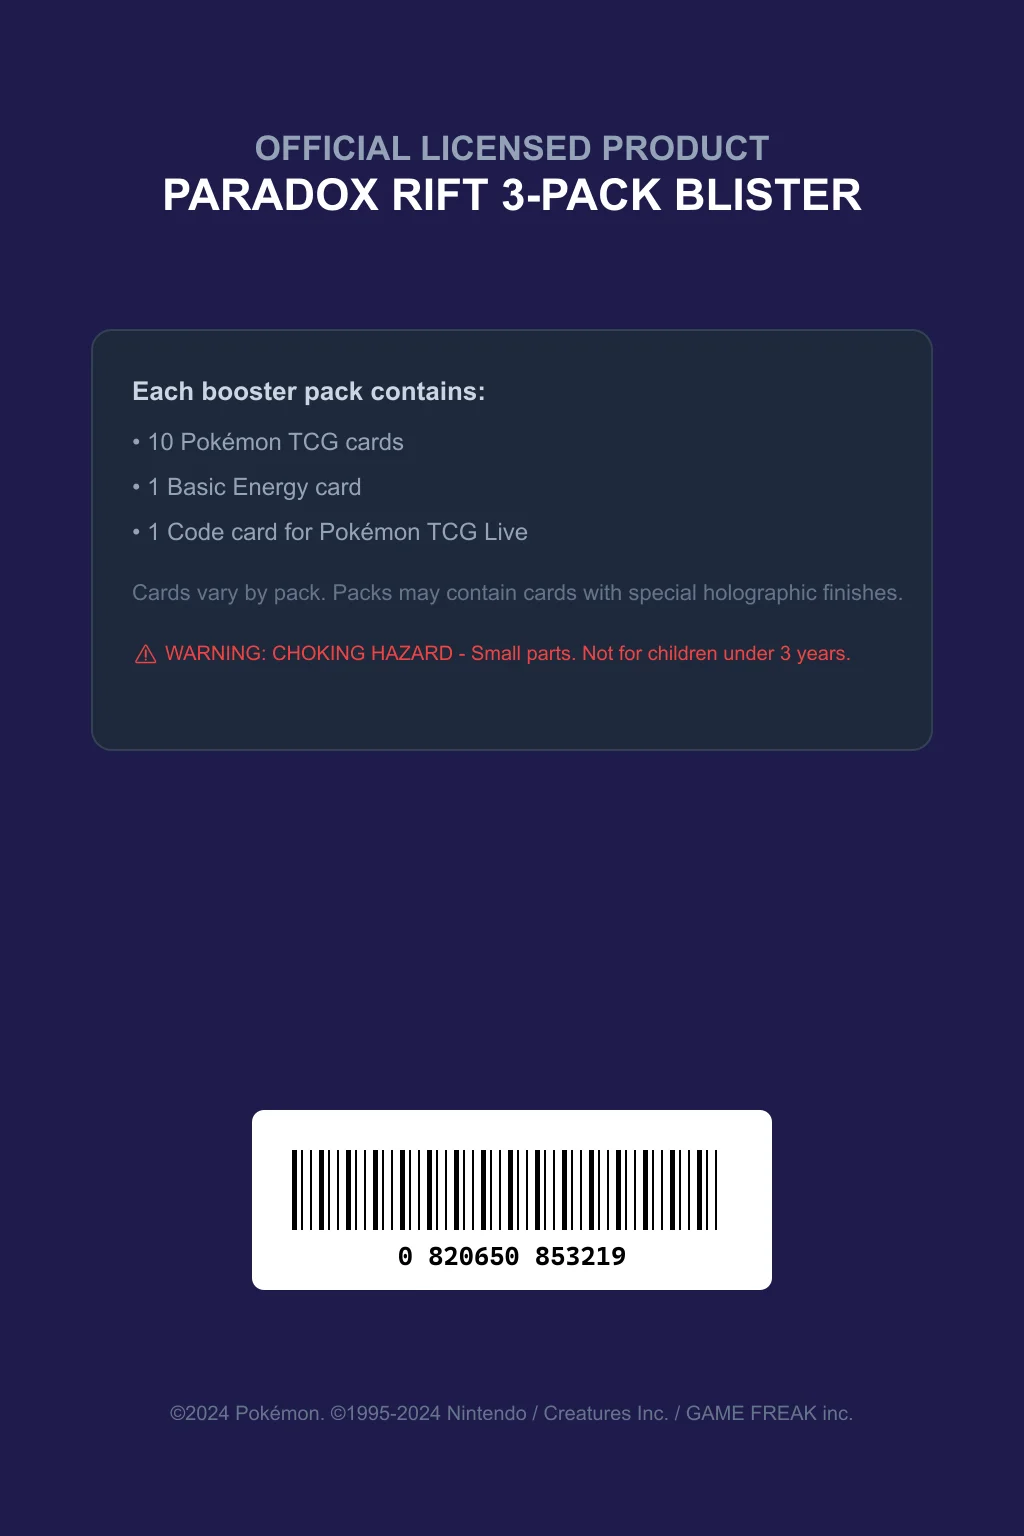 OFFICIAL LICENSED PRODUCT
PARADOX RIFT 3-PACK BLISTER
Each booster pack contains:
• 10 Pokémon TCG cards
• 1 Basic Energy card
• 1 Code card for Pokémon TCG Live
Cards vary by pack. Packs may contain cards with special holographic finishes.
⚠ WARNING: CHOKING HAZARD - Small parts. Not for children under 3 years.
0 820650 853219
©2024 Pokémon. ©1995-2024 Nintendo / Creatures Inc. / GAME FREAK inc.